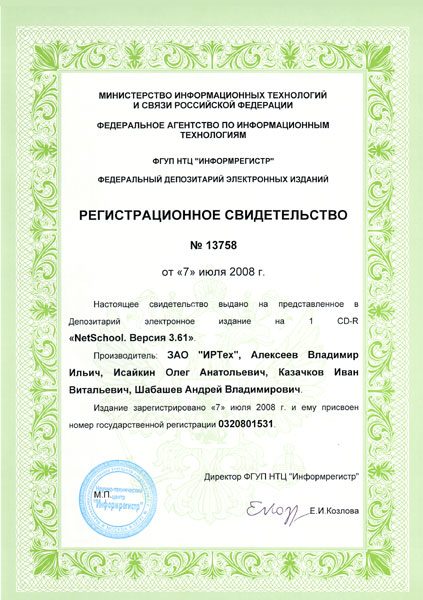 МИНИСТЕРСТВО ИНФОРМАЦИОННЫХ ТЕХНОЛОГИЙ
И СВЯЗИ РОССИЙСКОЙ ФЕДЕРАЦИИ
ФЕДЕРАЛЬНОЕ АГЕНТСТВО ПО ИНФОРМАЦИОННЫМ
ТЕХНОЛОГИЯМ
ФГУП НТЦ "ИНФОРМРЕГИСТР"
ФЕДЕРАЛЬНЫЙ ДЕПОЗИТАРИЙ ЭЛЕКТРОННЫХ ИЗДАНИЙ
РЕГИСТРАЦИОННОЕ СВИДЕТЕЛЬСТВО
№ 13758
от «7» июля 2008 г.
Настоящее свидетельство выдано на представленное в
Депозитарий электронное издание на 1 CD-R
«NetSchool. Версия 3.61».
Производитель: ЗАО "ИРТех", Алексеев Владимир
Ильич, Исайкин Олег Анатольевич, Казачков Иван
Витальевич, Шабашев Андрей Владимирович.
Издание зарегистрировано «7» июля 2008 г. и ему присвоен
номер государственной регистрации 0320801531.
Директор ФГУП НТЦ "Информрегистр"
М.П.
"Информрегистр"
Е.И.Козлова